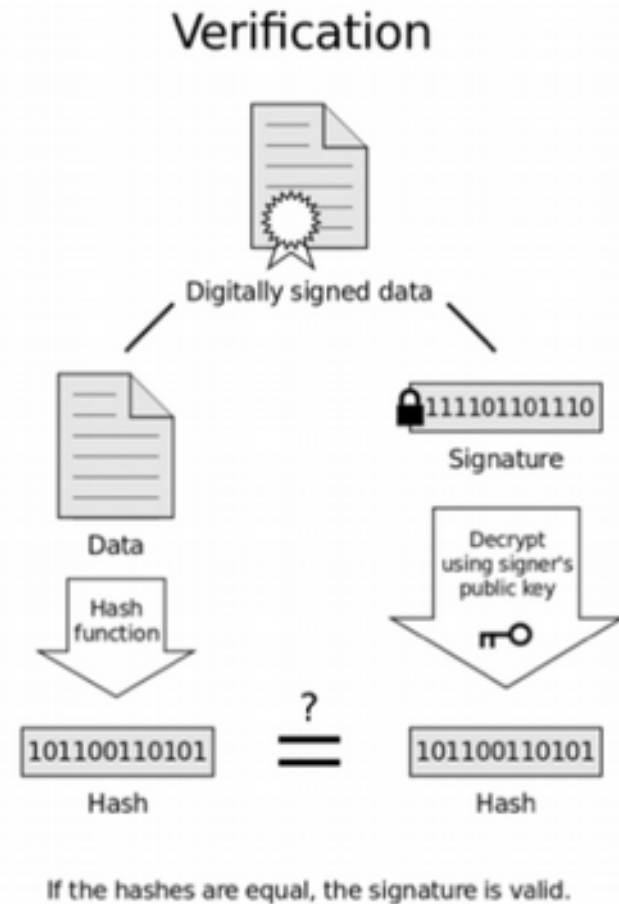 Verification
Digitally signed data
111101101110
Signature
Data
Decrypt
using signer's
public key
Hash
function
?
=
101100110101
101100110101
Hash
Hash
If the hashes are equal, the signature is valid.